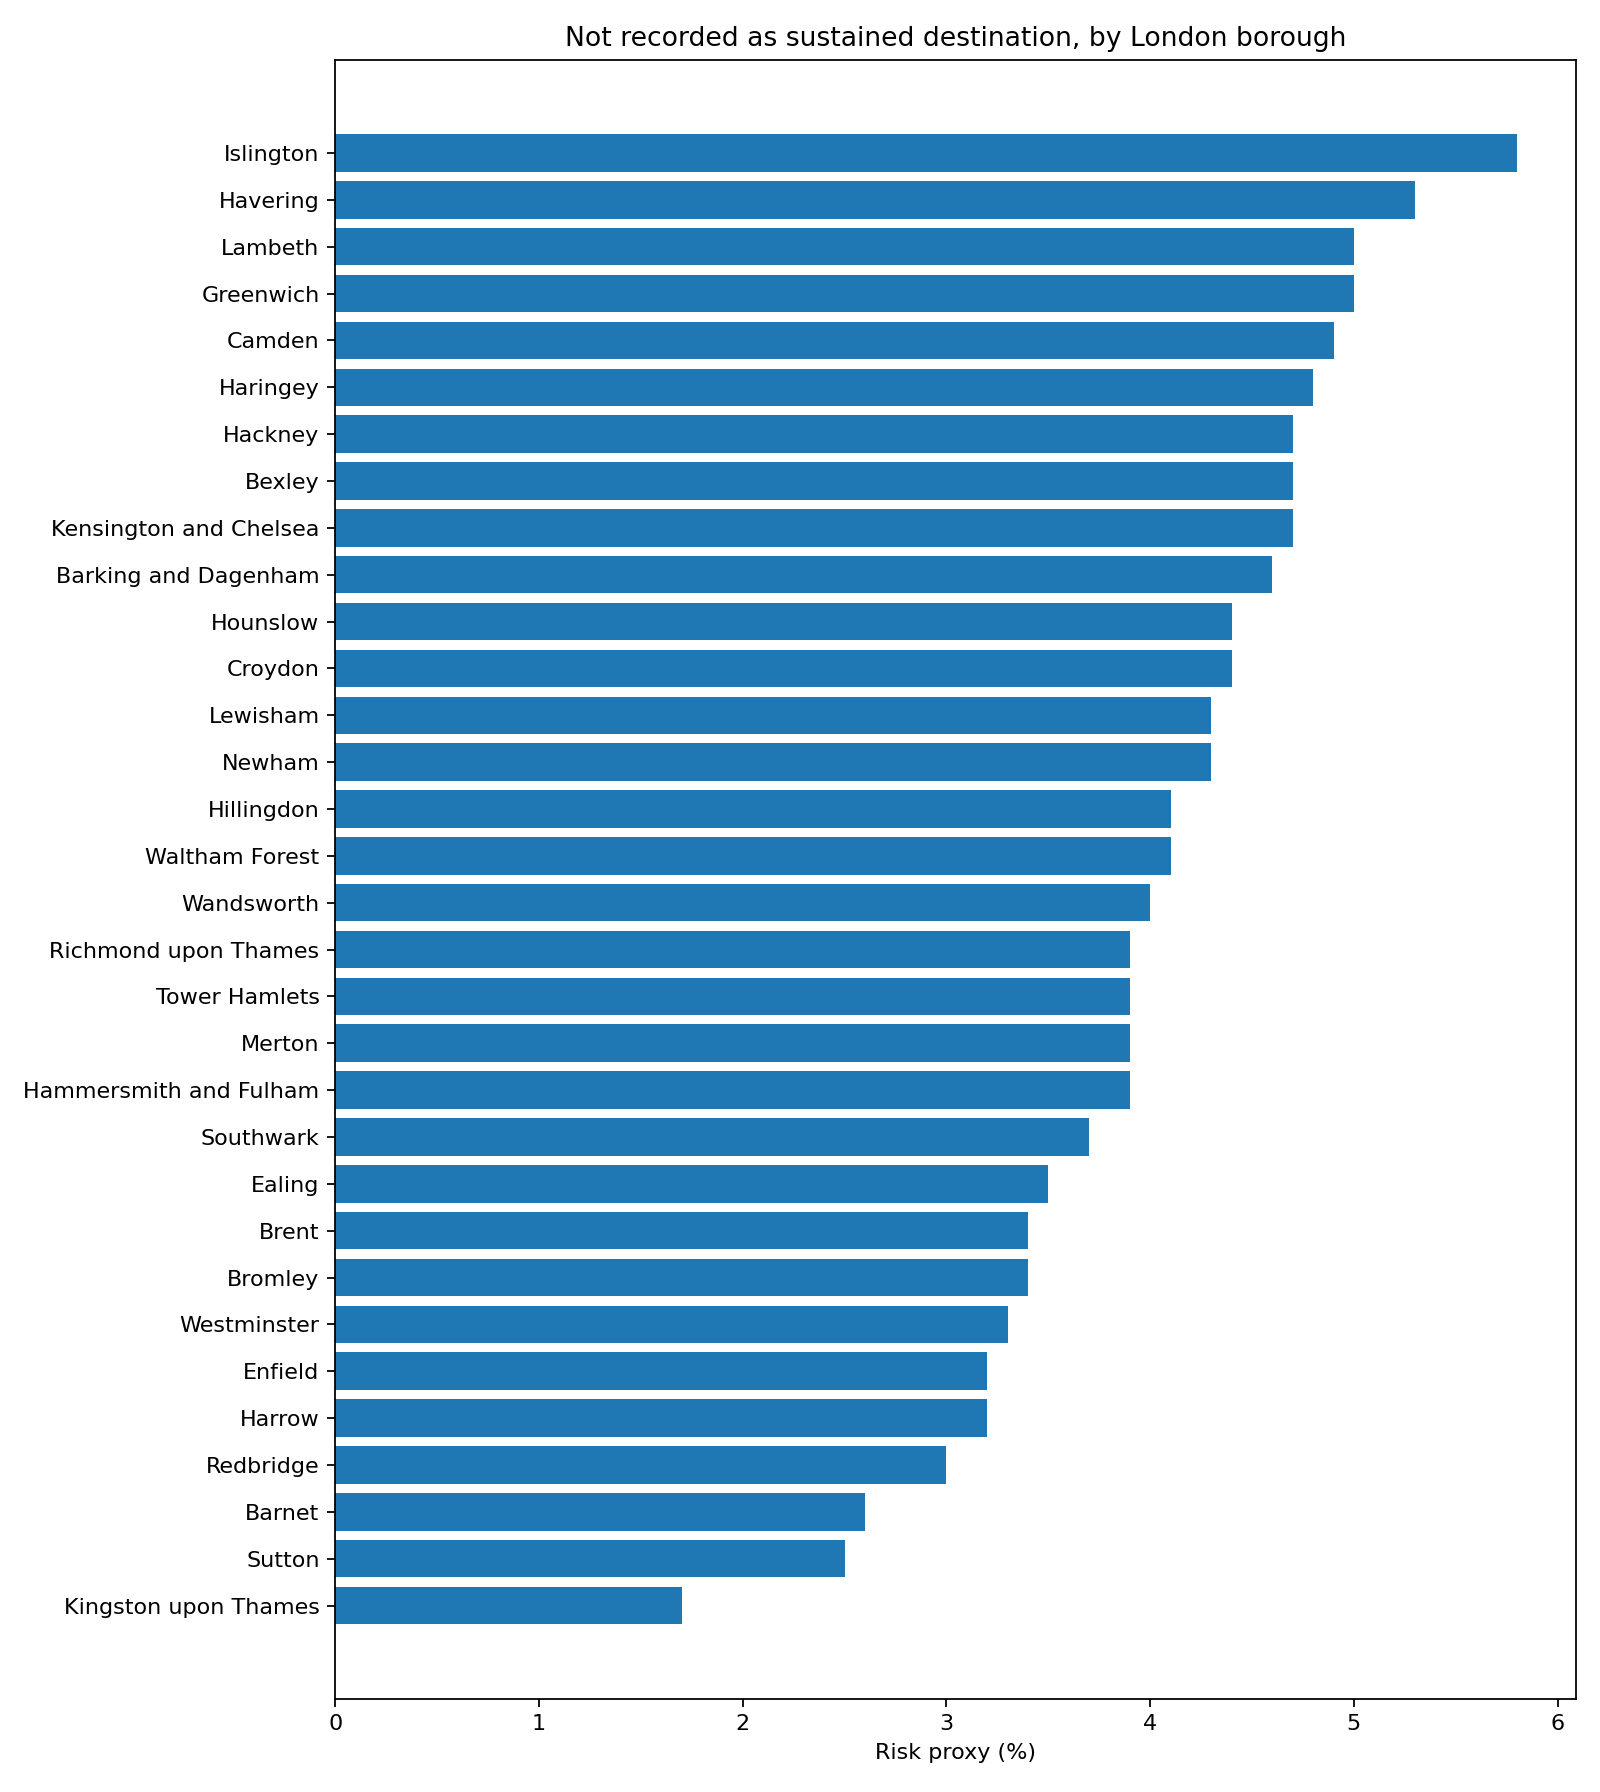 Not recorded as sustained destination, by London borough
Islington
Havering
Lambeth
Greenwich
Camden
Haringey
Hackney
Bexley
Kensington and Chelsea
Barking and Dagenham
Hounslow
Croydon
Lewisham
Newham
Hillingdon
Waltham Forest
Wandsworth
Richmond upon Thames
Tower Hamlets
Merton
Hammersmith and Fulham
Southwark
Ealing
Brent
Bromley
Westminster
Enfield
Harrow
Redbridge
Barnet
Sutton
Kingston upon Thames
0 1 2 3 4 5 6
Risk proxy (%)